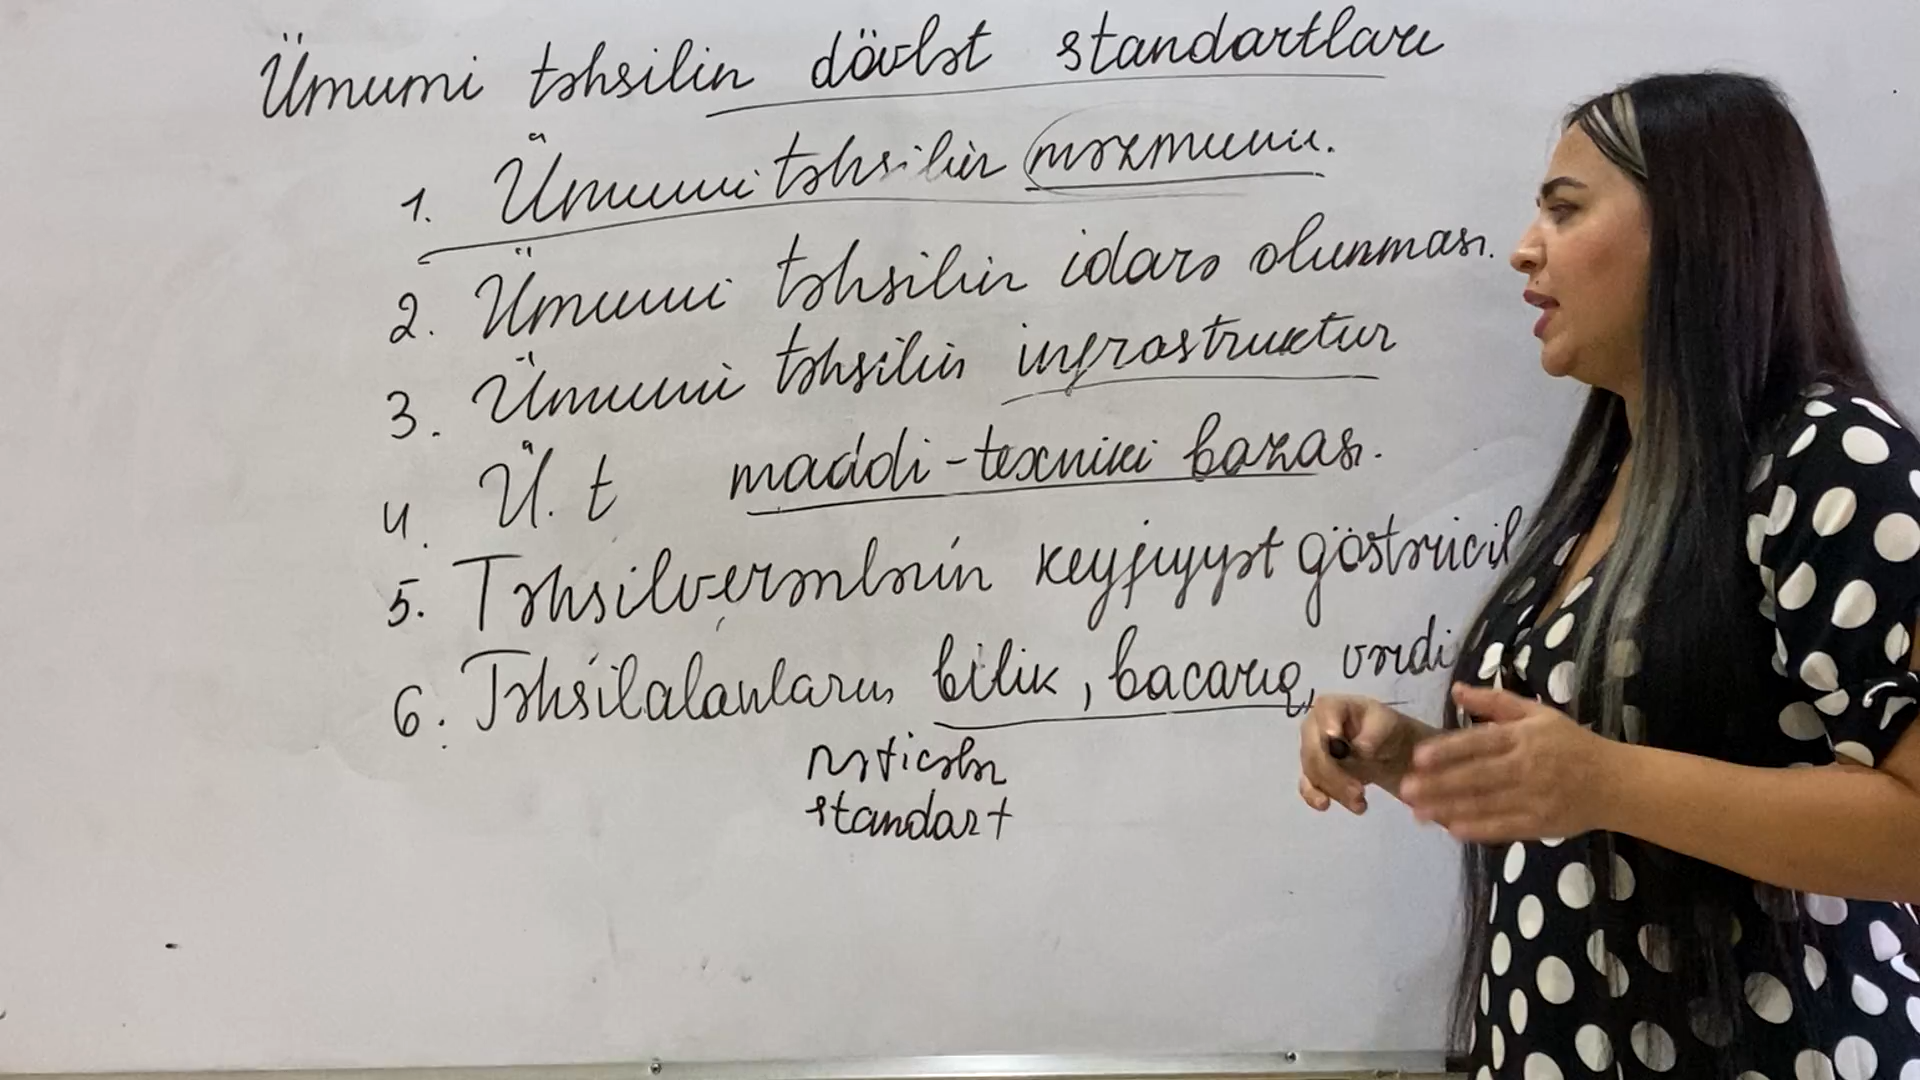 Ümumi təhsilin dövlət standartları
1. Ümumi təhsilin məzmunu.
2. Ümumi təhsilin idarə olunması.
3. Ümumi təhsilin infrastruktur
4. Ü. t maddi-texniki bazası.
5. Təhsilverənlərin keyfiyyət göstəricil
6. Təhsilalanların bilik, bacarıq, vərdi
nəticələr
standart